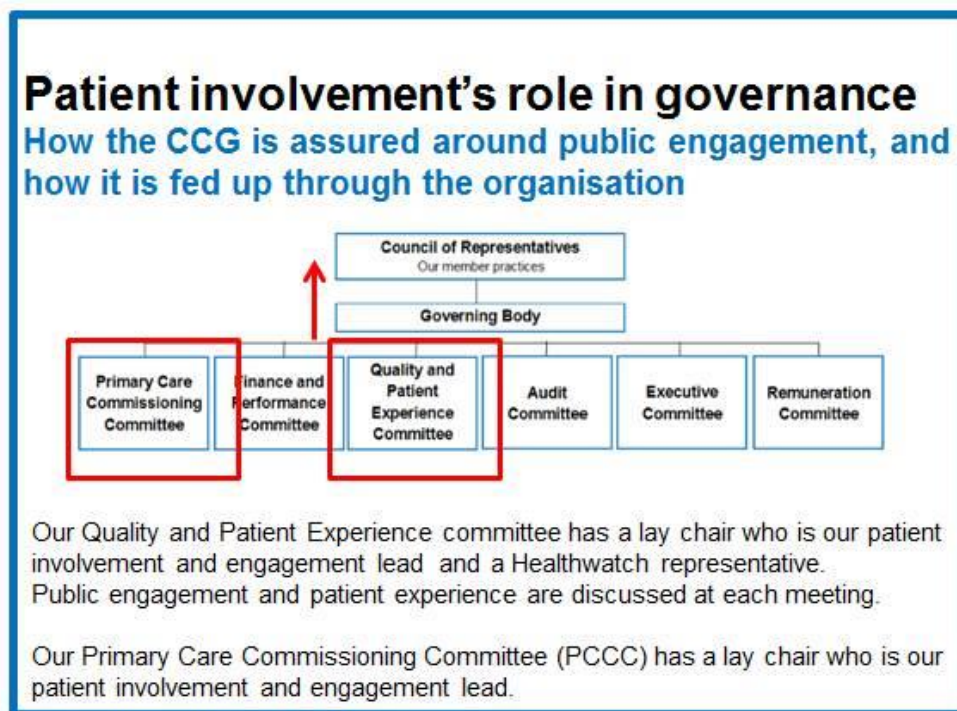 Patient involvement's role in governance
How the CCG is assured around public engagement, and
how it is fed up through the organisation
Council of Representatives
Our member practices
Governing Body
Primary Care
Commissioning
Committee
Finance and
Performance
Committee
Quality and
Patient
Experience
Committee
Audit
Committee
Executive
Committee
Remuneration
Committee
Our Quality and Patient Experience committee has a lay chair who is our patient
involvement and engagement lead and a Healthwatch representative.
Public engagement and patient experience are discussed at each meeting.
Our Primary Care Commissioning Committee (PCCC) has a lay chair who is our
patient involvement and engagement lead.